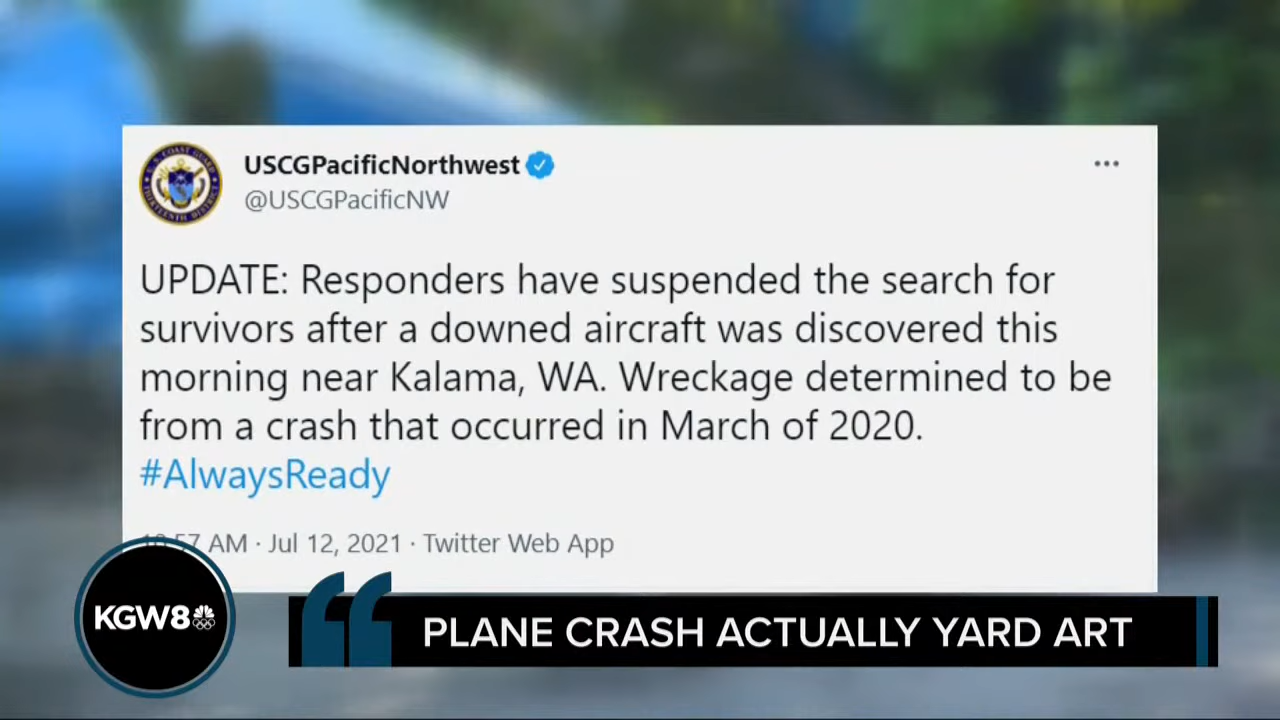 USCGPacificNorthwest
@USCGPacificNW
UPDATE: Responders have suspended the search for
survivors after a downed aircraft was discovered this
morning near Kalama, WA. Wreckage determined to be
from a crash that occurred in March of 2020.
#AlwaysReady
AM · Jul 12, 2021 · Twitter Web App
KGW8
PLANE CRASH ACTUALLY YARD ART